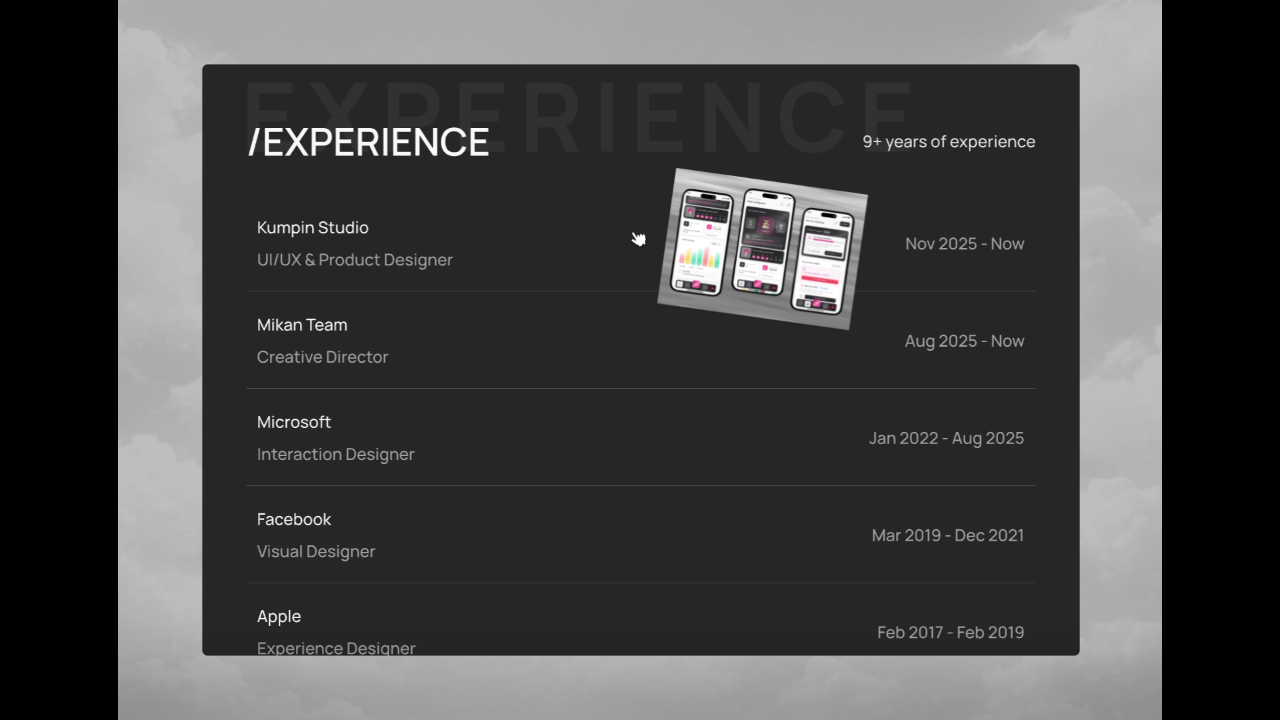 EXPERIENCE
/EXPERIENCE
9+ years of experience
Kumpin Studio
UI/UX & Product Designer
Nov 2025 - Now
Mikan Team
Creative Director
Aug 2025 - Now
Microsoft
Interaction Designer
Jan 2022 - Aug 2025
Facebook
Visual Designer
Mar 2019 - Dec 2021
Apple
Experience Designer
Feb 2017 - Feb 2019